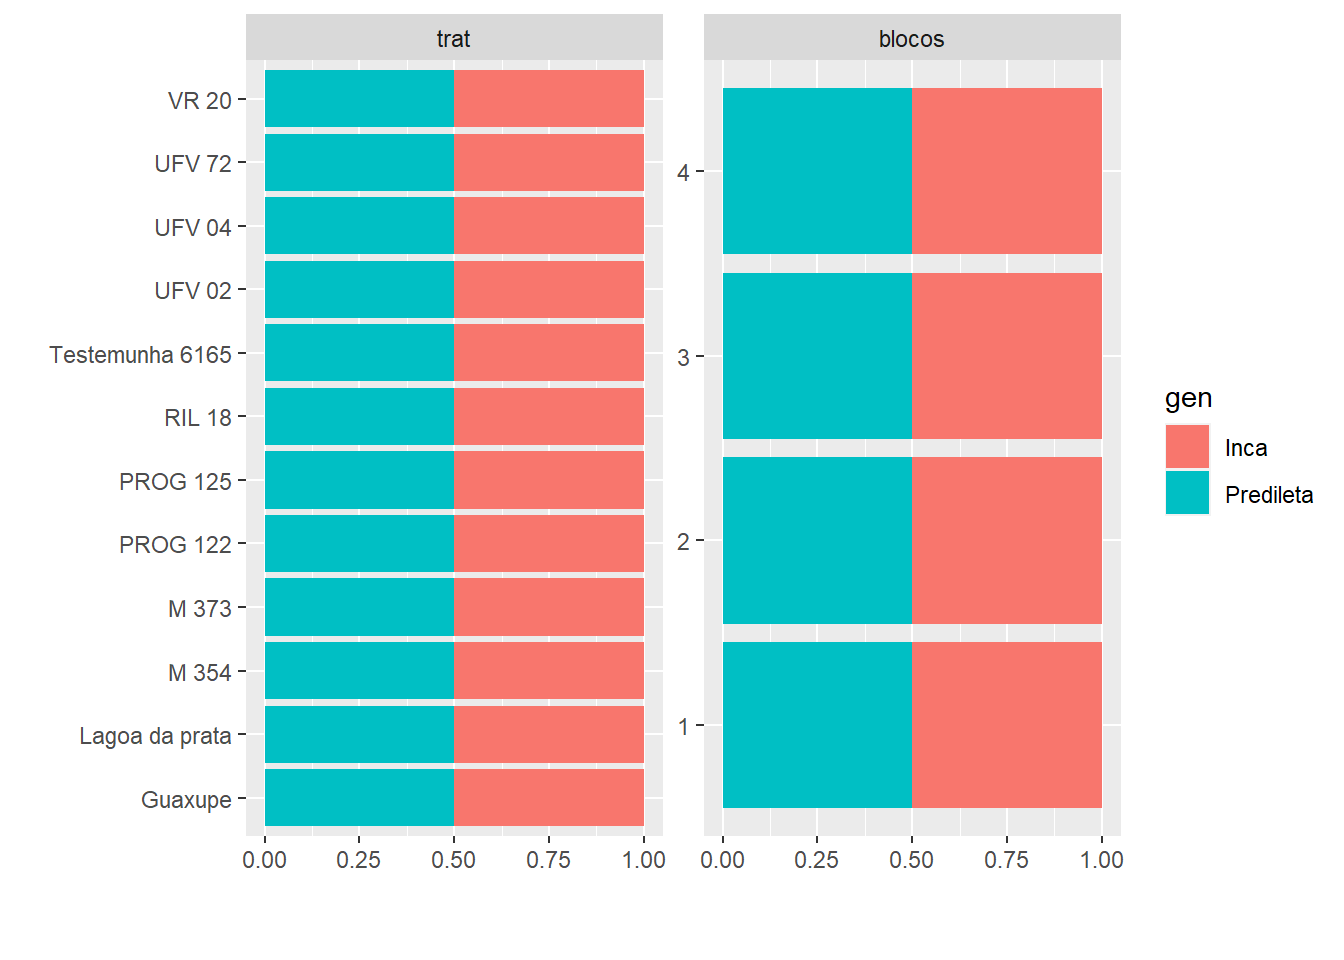 trat
blocos
VR 20
UFV 72
UFV 04
UFV 02
Testemunha 6165
RIL 18
PROG 125
PROG 122
M 373
M 354
Lagoa da prata
Guaxupe
0.00 0.25 0.50 0.75 1.00
4
3
2
1
0.00 0.25 0.50 0.75 1.00
gen
Inca
Predileta